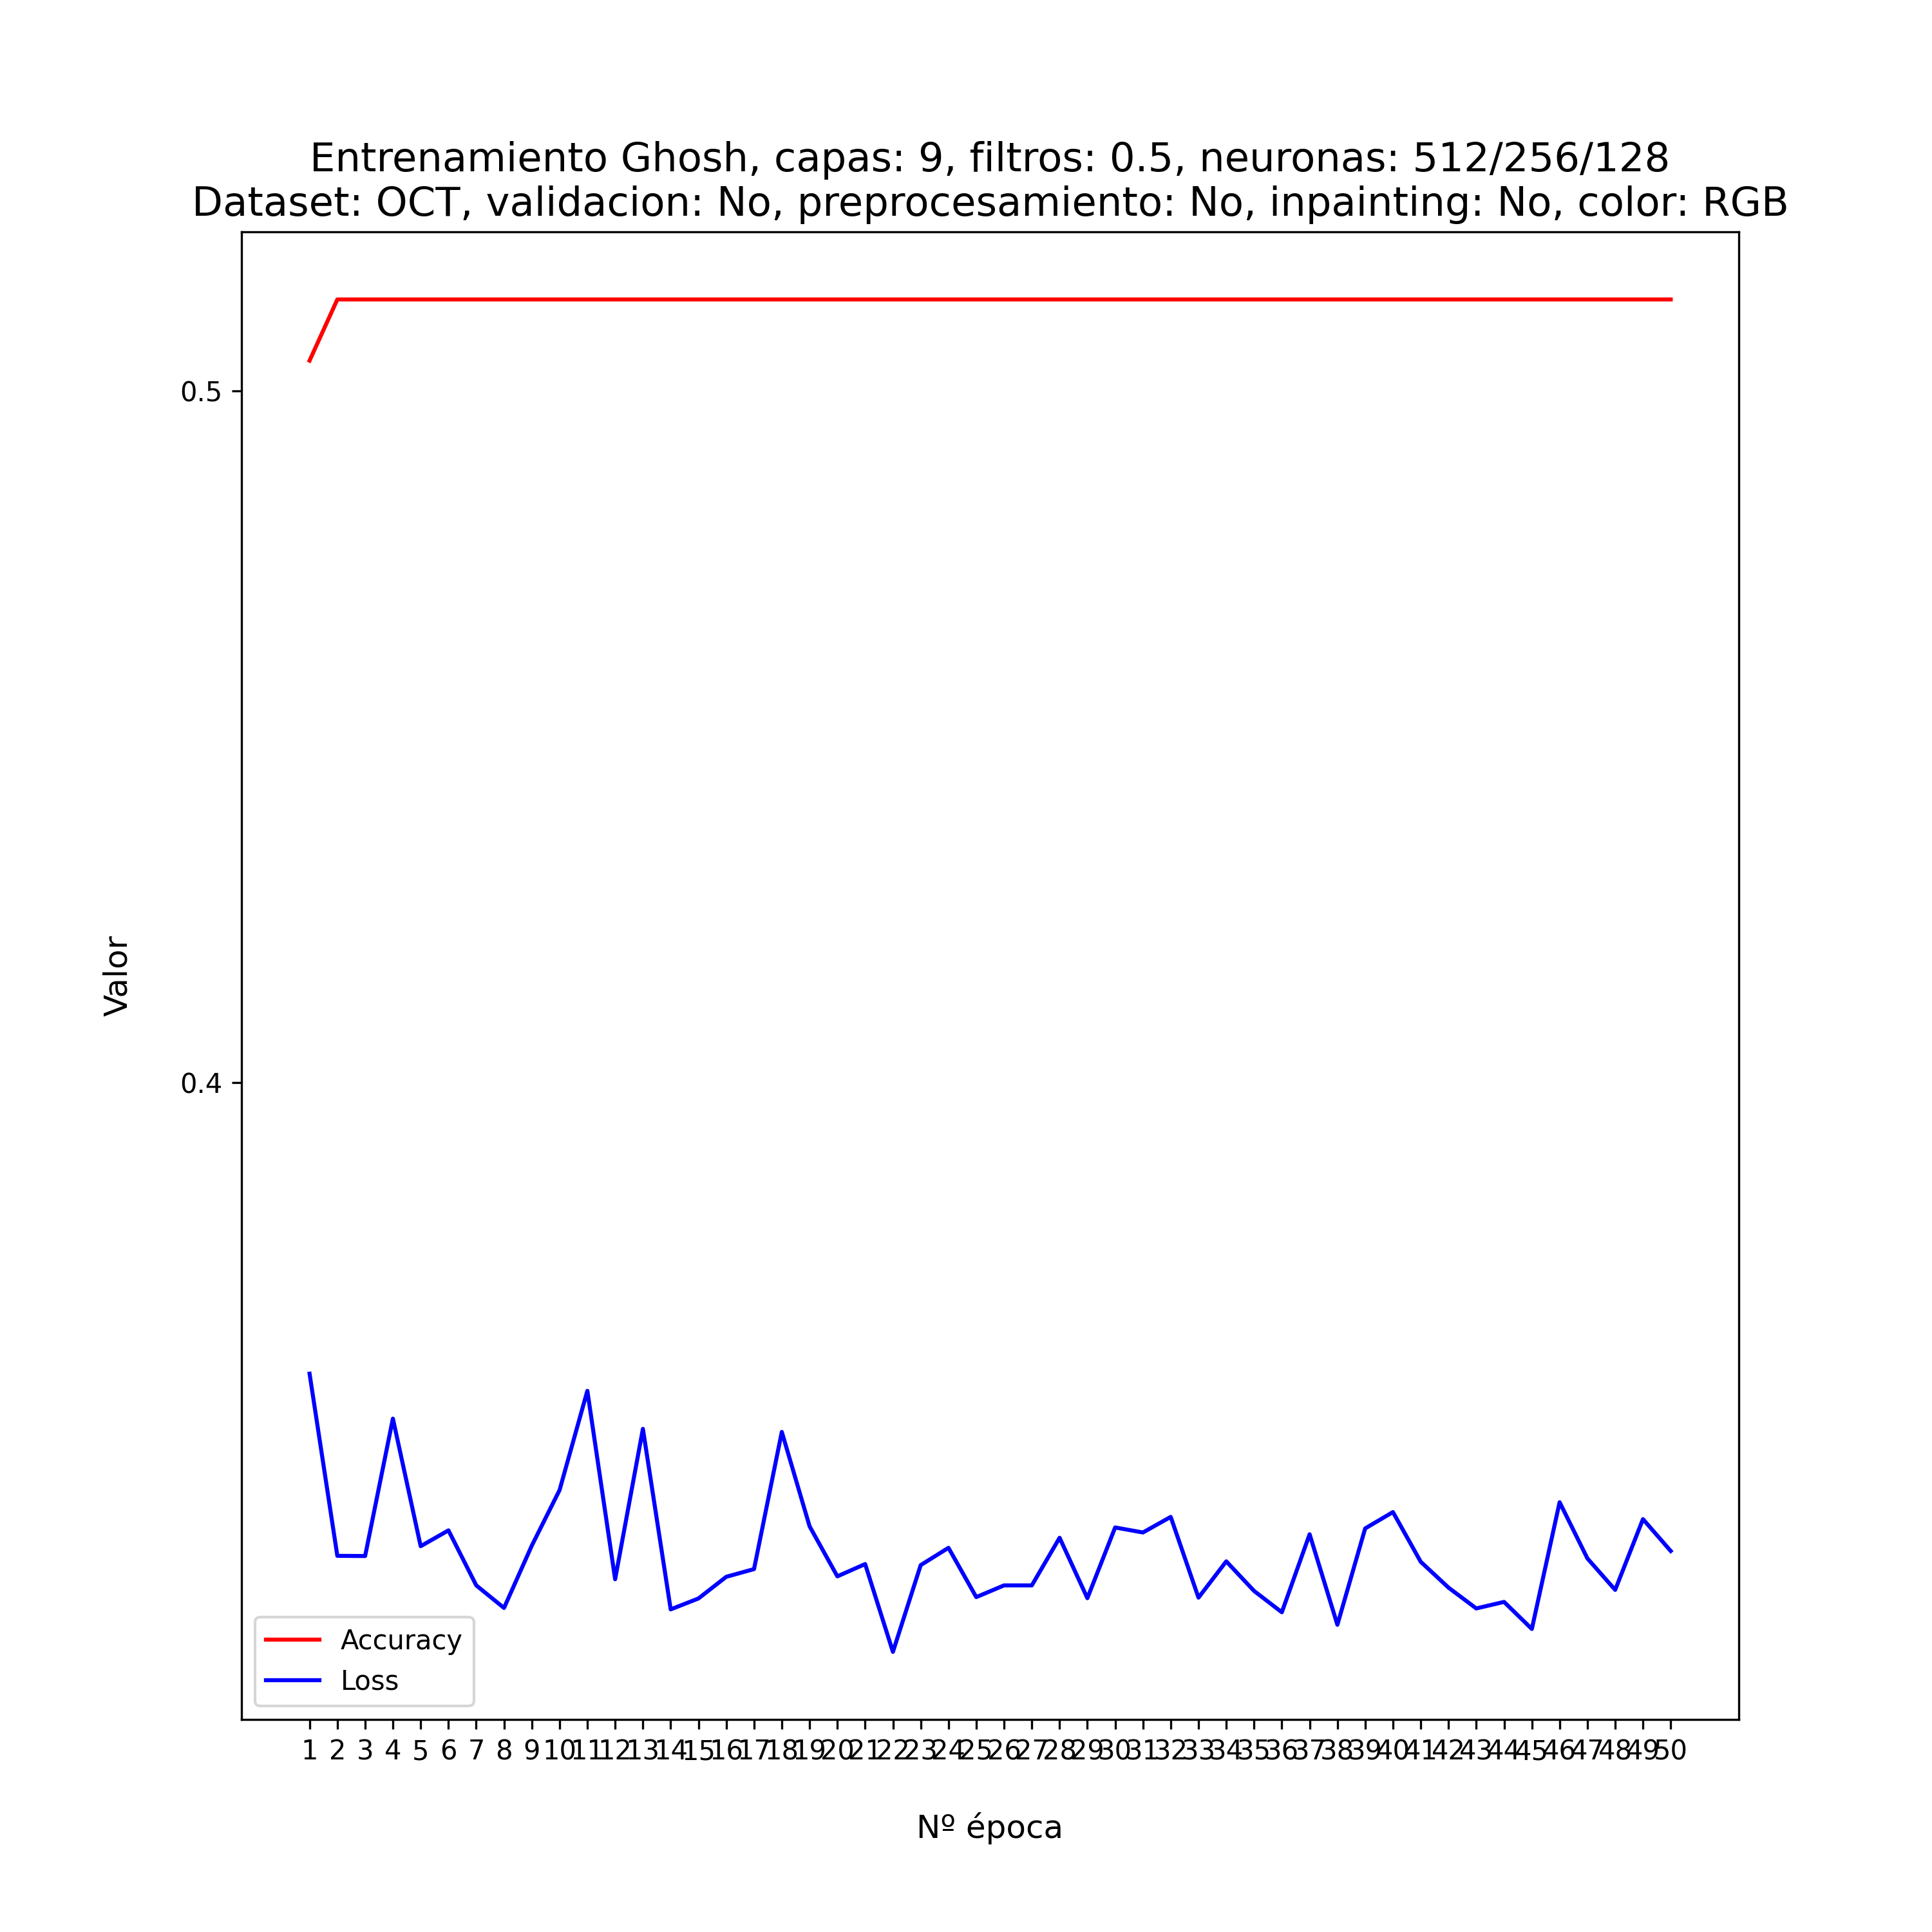 Entrenamiento Ghosh, capas: 9, filtros: 0.5, neuronas: 512/256/128
Dataset: OCT, validacion: No, preprocesamiento: No, inpainting: No, color: RGB
0.5
0.4
Valor
Accuracy
Loss
1 2 3 4 5 6 7 8 9 10 11 12 13 14 15 16 17 18 19 20 21 22 23 24 25 26 27 28 29 30 31 32 33 34 35 36 37 38 39 40 41 42 43 44 45 46 47 48 49 50
Nº época